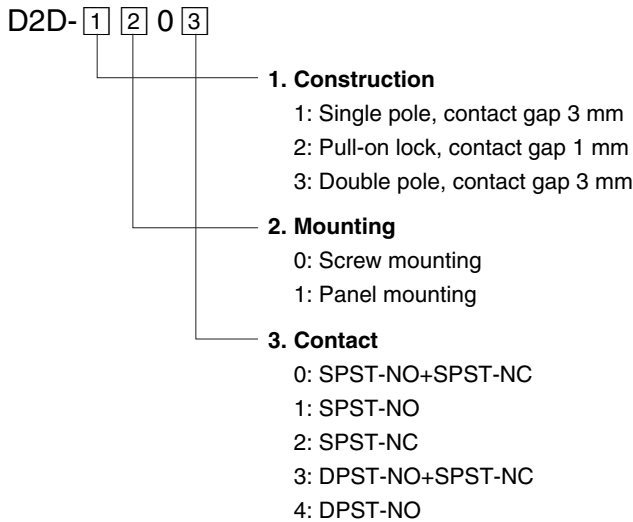 D2D- 1 2 0 3
1. Construction
1: Single pole, contact gap 3 mm
2: Pull-on lock, contact gap 1 mm
3: Double pole, contact gap 3 mm
2. Mounting
0: Screw mounting
1: Panel mounting
3. Contact
0: SPST-NO+SPST-NC
1: SPST-NO
2: SPST-NC
3: DPST-NO+SPST-NC
4: DPST-NO